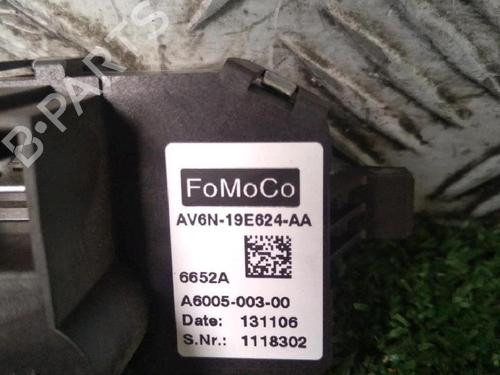 B-PARTS
FoMoCo
AV6N-19E624-AA
6652A
A6005-003-00
Date: 131106
S.Nr.: 1118302